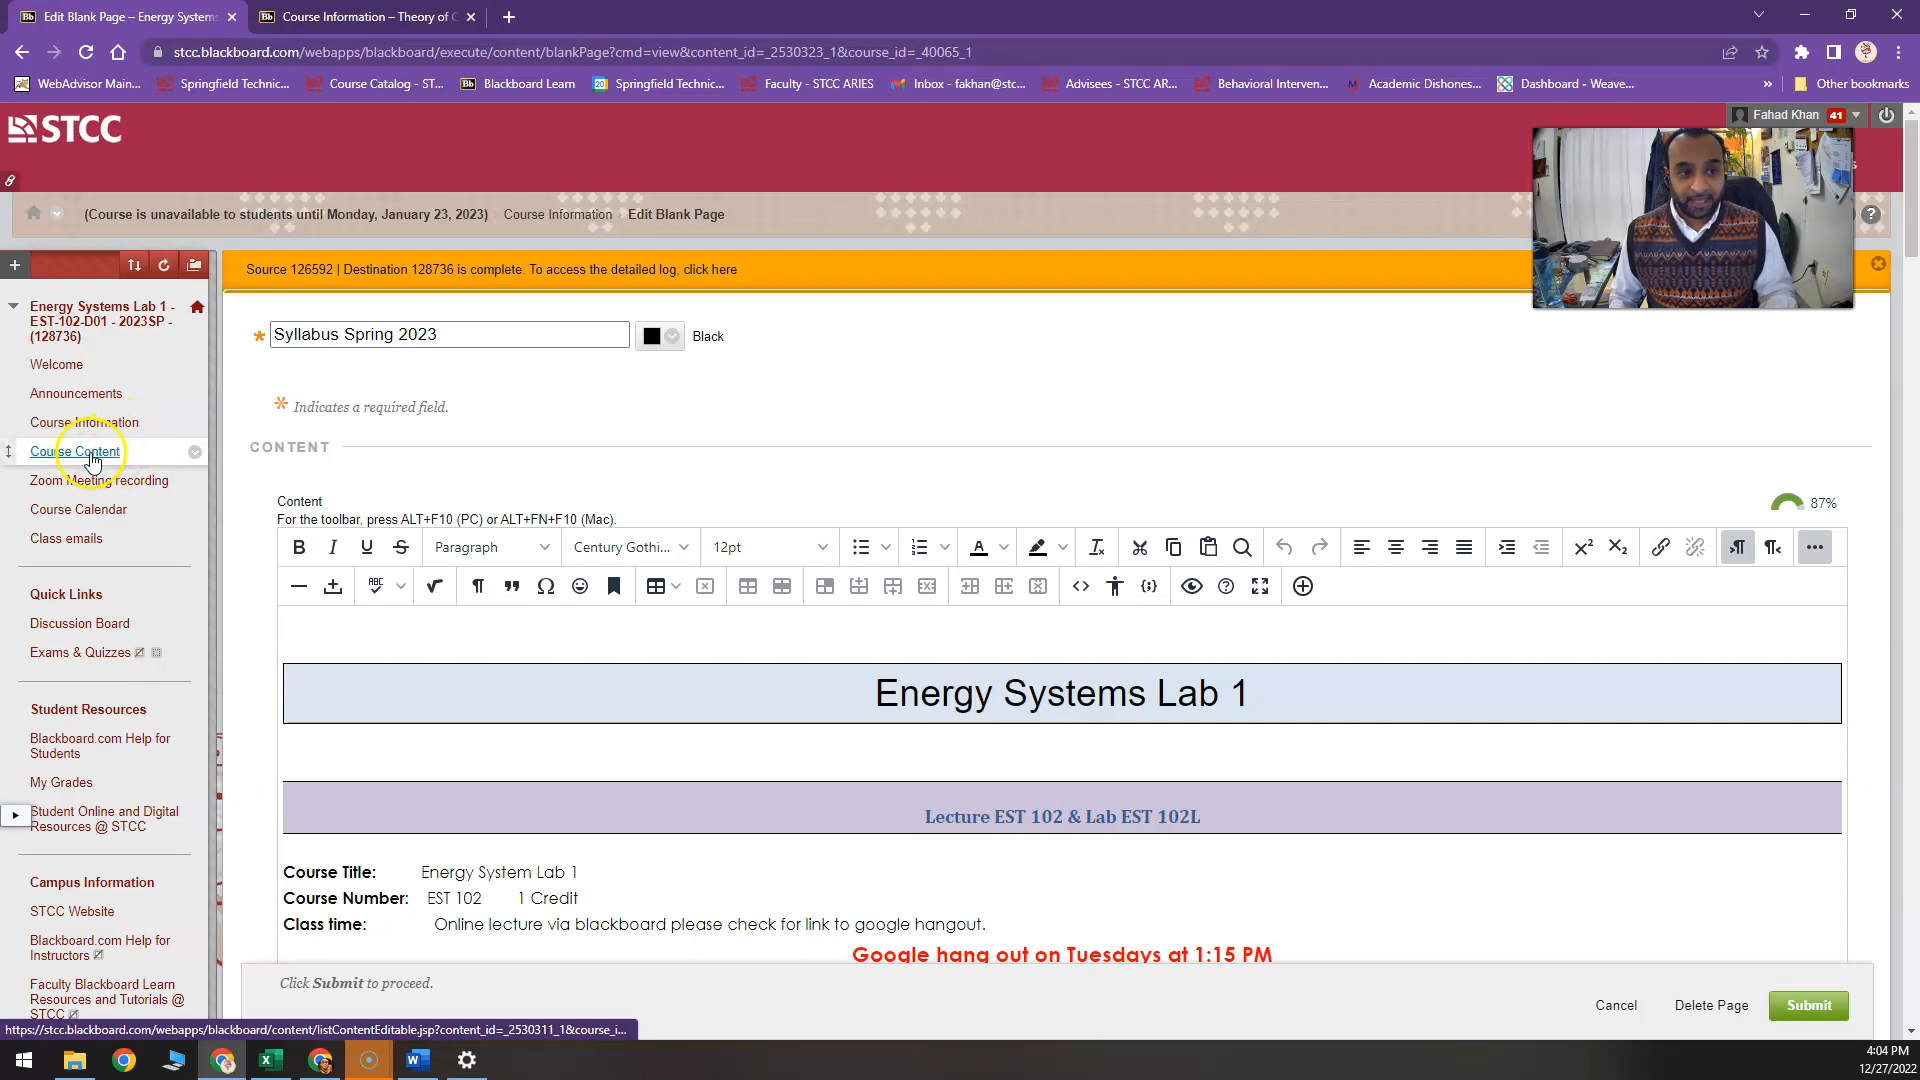 Edit Blank Page – Energy Systems
Course Information – Theory of C
stcc.blackboard.com/webapps/blackboard/execute/content/blankPage?cmd=view&content_id=_2530323_1&course_id=_40065_1
WebAdvisor Main...
Springfield Technic...
Course Catalog - ST...
Bb
Blackboard Learn
20
Springfield Technic...
Faculty - STCC ARIES
Inbox - fakhan@stc...
Advisees - STCC AR...
Behavioral Interven...
Academic Dishones...
Dashboard - Weave...
»
Other bookmarks
STCC
Fahad Khan 41
(Course is unavailable to students until Monday, January 23, 2023)
Course Information
Edit Blank Page
Source 126592 | Destination 128736 is complete. To access the detailed log, click here
Energy Systems Lab 1 -
EST-102-D01 - 2023SP -
(128736)
Welcome
Announcements
Course Information
Course Content
Zoom Meeting recording
Course Calendar
Class emails
Quick Links
Discussion Board
Exams & Quizzes
Student Resources
Blackboard.com Help for
Students
My Grades
Student Online and Digital
Resources @ STCC
Campus Information
STCC Website
Blackboard.com Help for
Instructors
Faculty Blackboard Learn
Resources and Tutorials @
STCC
Syllabus Spring 2023
Black
* Indicates a required field.
CONTENT
Content
87%
For the toolbar, press ALT+F10 (PC) or ALT+FN+F10 (Mac).
Paragraph
Century Gothi...
12pt
Energy Systems Lab 1
Lecture EST 102 & Lab EST 102L
Course Title: Energy System Lab 1
Course Number: EST 102 1 Credit
Class time: Online lecture via blackboard please check for link to google hangout.
Google hang out on Tuesdays at 1:15 PM
Click Submit to proceed.
Cancel
Delete Page
Submit
https://stcc.blackboard.com/webapps/blackboard/content/listContentEditable.jsp?content_id=_2530311_1&course_i...
4:04 PM
12/27/2022